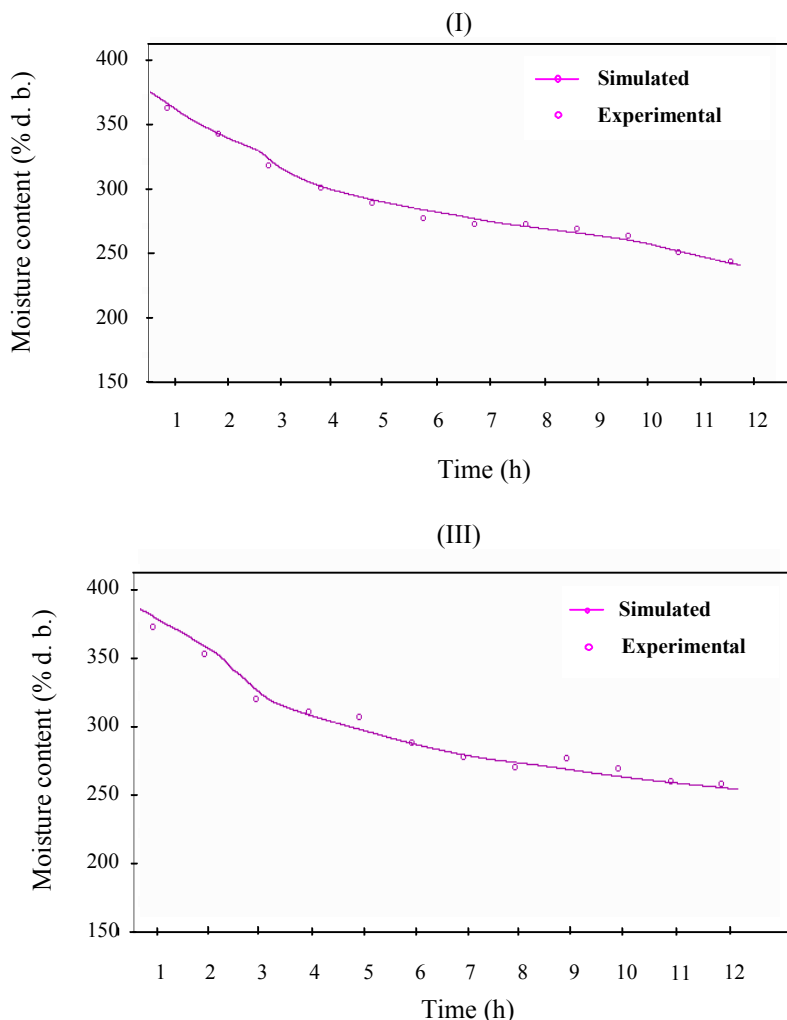 (I)
400
350
300
250
200
150
Moisture content (% d. b.)
Simulated
Experimental
1 2 3 4 5 6 7 8 9 10 11 12
Time (h)
(III)
400
350
300
250
200
150
Moisture content (% d. b.)
Simulated
Experimental
1 2 3 4 5 6 7 8 9 10 11 12
Time (h)